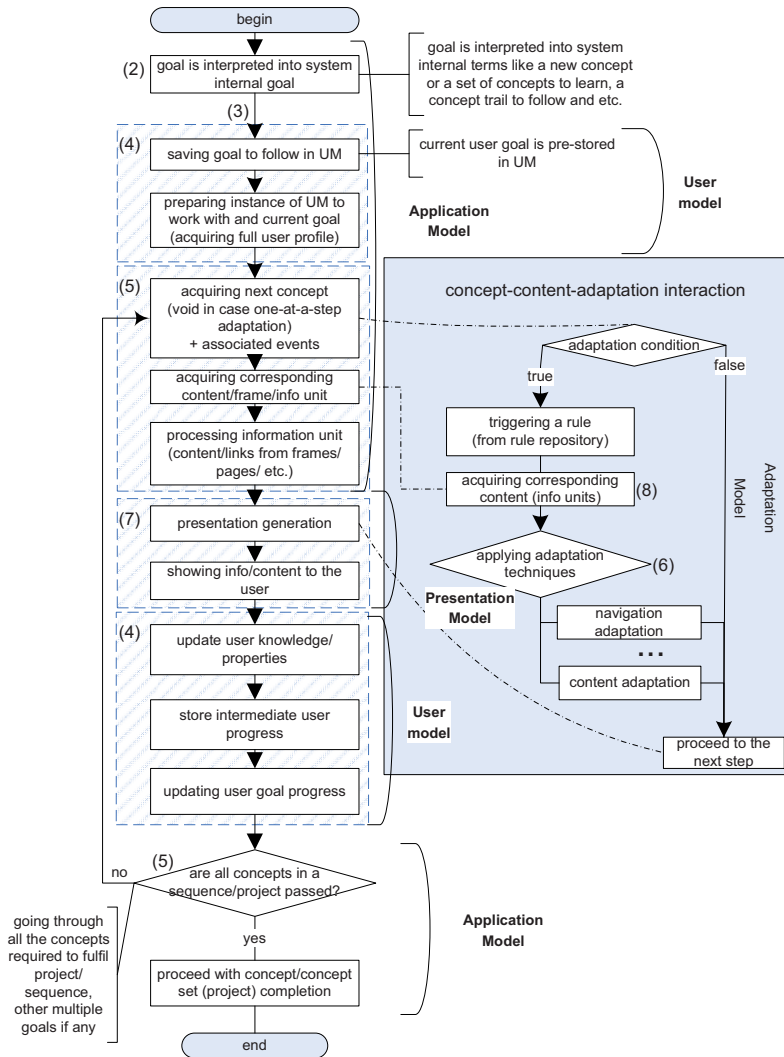 begin
(2)
goal is interpreted into system
internal goal
goal is interpreted into system
internal terms like a new concept
or a set of concepts to learn, a
concept trail to follow and etc.
(3)
(4)
saving goal to follow in UM
current user goal is pre-stored
in UM
User
model
preparing instance of UM to
work with and current goal
(acquiring full user profile)
Application
Model
(5)
acquiring next concept
(void in case one-at-a-step
adaptation)
+ associated events
concept-content-adaptation interaction
adaptation condition
true
false
acquiring corresponding
content/frame/info unit
triggering a rule
(from rule repository)
processing information unit
(content/links from frames/
pages/ etc.)
acquiring corresponding
content (info units)
(8)
Adaptation
Model
(7)
presentation generation
applying adaptation
techniques
(6)
showing info/content to the
user
Presentation
Model
navigation
adaptation
...
content adaptation
(4)
update user knowledge/
properties
store intermediate user
progress
User
model
proceed to the
next step
updating user goal progress
(5)
no
are all concepts in a
sequence/project passed?
going through
all the concepts
required to fulfil
project/
sequence,
other multiple
goals if any
yes
Application
Model
proceed with concept/concept
set (project) completion
end